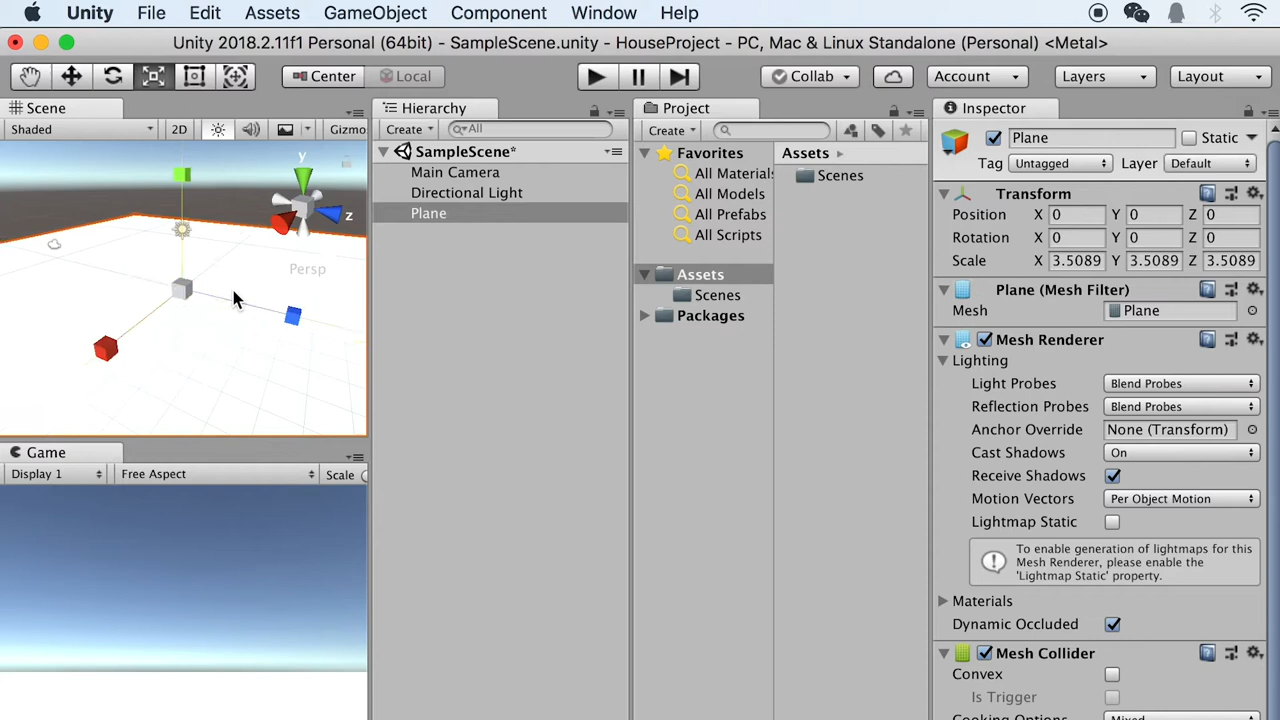 Unity File Edit Assets GameObject Component Window Help
Unity 2018.2.11f1 Personal (64bit) - SampleScene.unity - HouseProject - PC, Mac & Linux Standalone (Personal) <Metal>
Center Local Collab Account Layers Layout
Scene
Shaded 2D Gizmo
y
z
Persp
Game
Display 1 Free Aspect Scale
Hierarchy
Create All
SampleScene*
Main Camera
Directional Light
Plane
Project
Create
Favorites
All Materials
All Models
All Prefabs
All Scripts
Assets
Scenes
Packages
Assets
Scenes
Inspector
Plane Static
Tag Untagged Layer Default
Transform
Position X 0 Y 0 Z 0
Rotation X 0 Y 0 Z 0
Scale X 3.5089 Y 3.5089 Z 3.5089
Plane (Mesh Filter)
Mesh Plane
Mesh Renderer
Lighting
Light Probes Blend Probes
Reflection Probes Blend Probes
Anchor Override None (Transform)
Cast Shadows On
Receive Shadows
Motion Vectors Per Object Motion
Lightmap Static
To enable generation of lightmaps for this
Mesh Renderer, please enable the
'Lightmap Static' property.
Materials
Dynamic Occluded
Mesh Collider
Convex
Is Trigger
Cooking Options Mixed